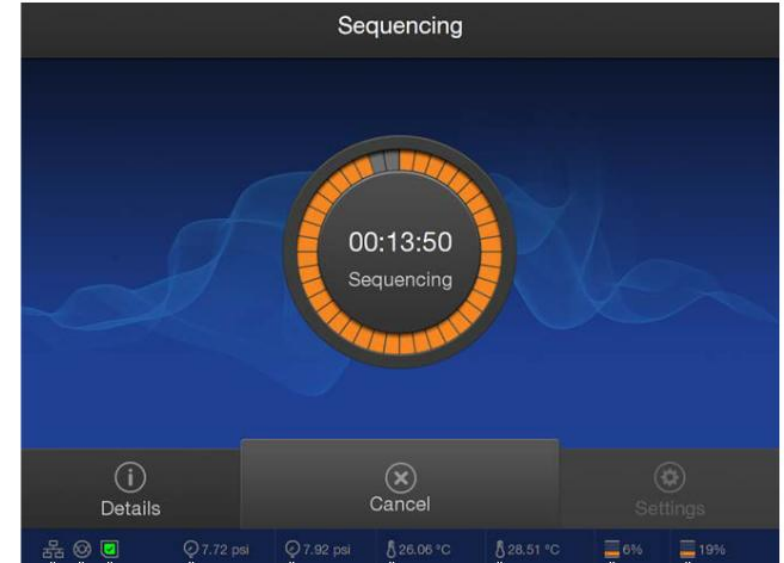 Sequencing
00:13:50
Sequencing
Details
Cancel
Settings
7.72 psi 7.92 psi 26.06 °C 28.51 °C 6% 19%